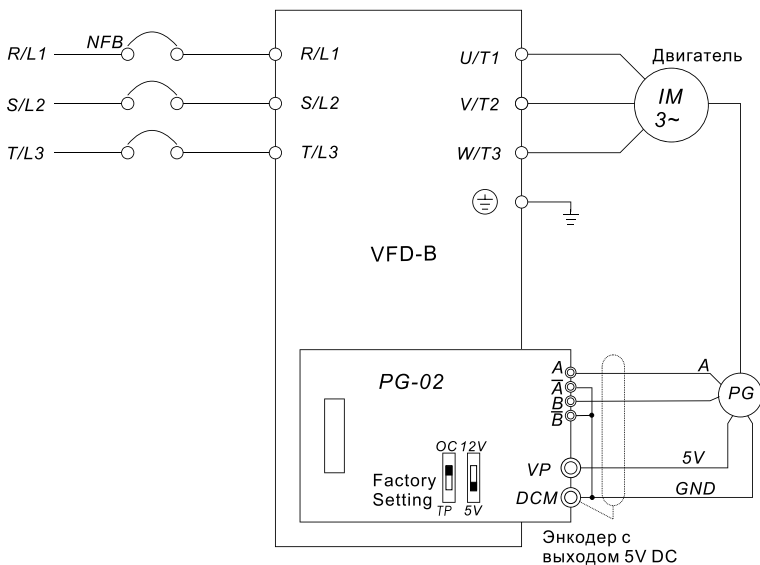 R/L1 NFB R/L1 U/T1 Двигатель
S/L2 S/L2 V/T2 IM
3~
T/L3 T/L3 W/T3
VFD-B
PG-02
A
A
B
B
A
PG
OC 12V
Factory
Setting
TP 5V
VP
5V
DCM
GND
Энкодер с
выходом 5V DC